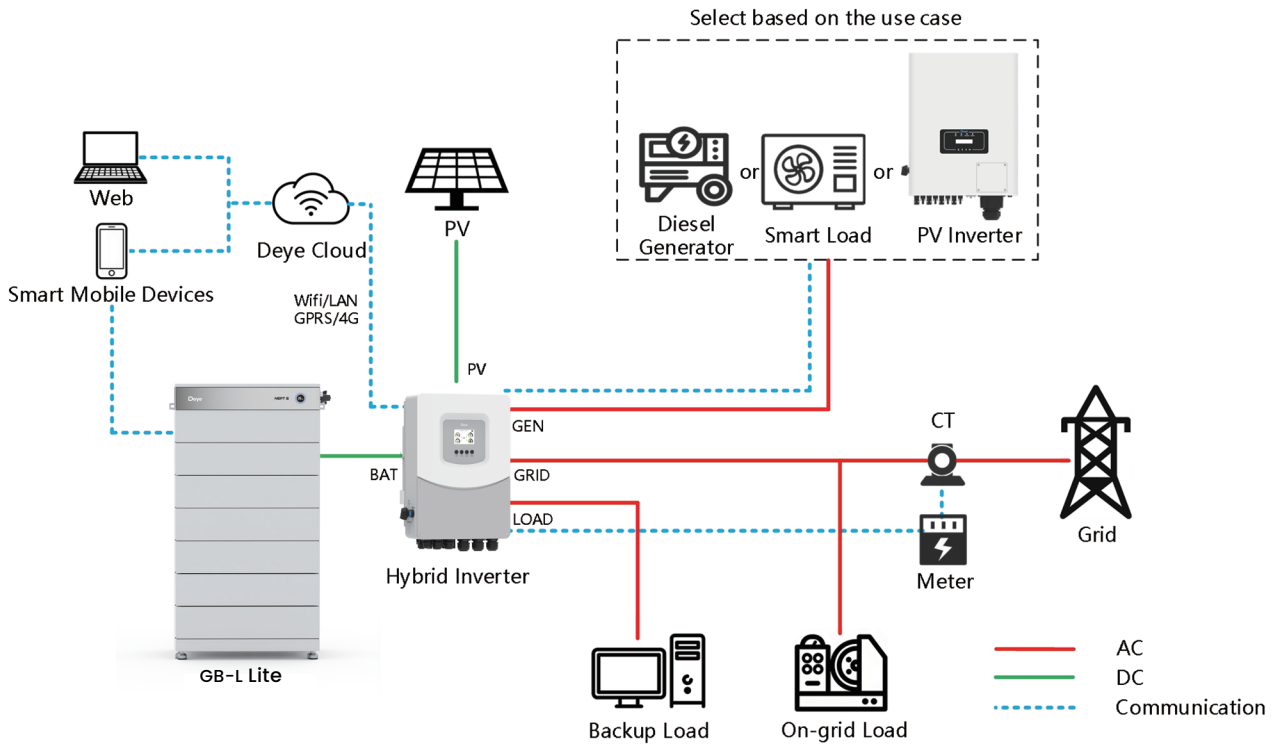 Select based on the use case
Web
Smart Mobile Devices
Deye Cloud
Wifi/LAN
GPRS/4G
PV
Diesel
Generator
or
Smart Load
or
PV Inverter
PV
GEN
BAT
GRID
LOAD
Deye
Hybrid Inverter
CT
Meter
Grid
GB-L Lite
Backup Load
On-grid Load
AC
DC
Communication